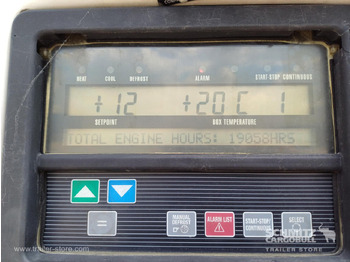 HEAT COOL DEFROST ALARM START-STOP CONTINUOUS
+12 +20C 1
SETPOINT BOX TEMPERATURE
TOTAL ENGINE HOURS: 19058HRS
=
MANUAL DEFROST
ALARM LIST
START-STOP/ CONTINUOUS
SELECT
SCHMITZ
CARGOBULL
TRAILER STORE
© www.trailer-store.com